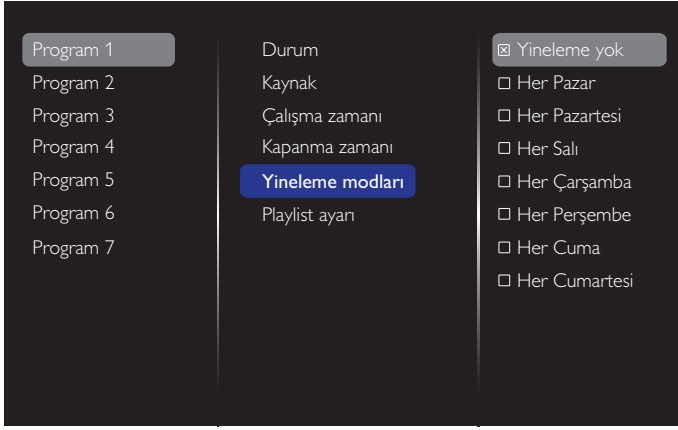 Program 1
Program 2
Program 3
Program 4
Program 5
Program 6
Program 7
Durum
Kaynak
Çalışma zamanı
Kapanma zamanı
Yineleme modları
Playlist ayarı
Yineleme yok
Her Pazar
Her Pazartesi
Her Salı
Her Çarşamba
Her Perşembe
Her Cuma
Her Cumartesi